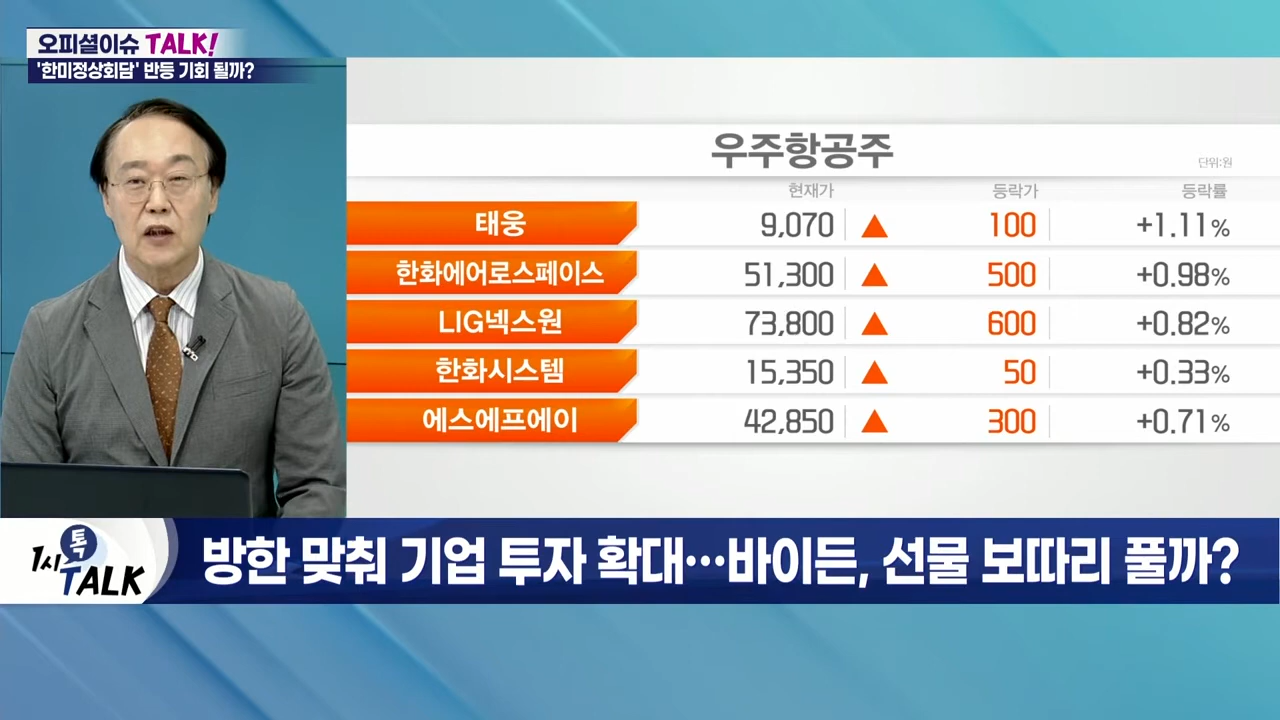 오피셜이슈 TALK!
'한미정상회담' 반등 기회 될까?
우주항공주
단위:원
현재가 등락가 등락률
태웅 9,070 ▲ 100 +1.11%
한화에어로스페이스 51,300 ▲ 500 +0.98%
LIG넥스원 73,800 ▲ 600 +0.82%
한화시스템 15,350 ▲ 50 +0.33%
에스에프에이 42,850 ▲ 300 +0.71%
1시 톡 TALK
방한 맞춰 기업 투자 확대…바이든, 선물 보따리 풀까?